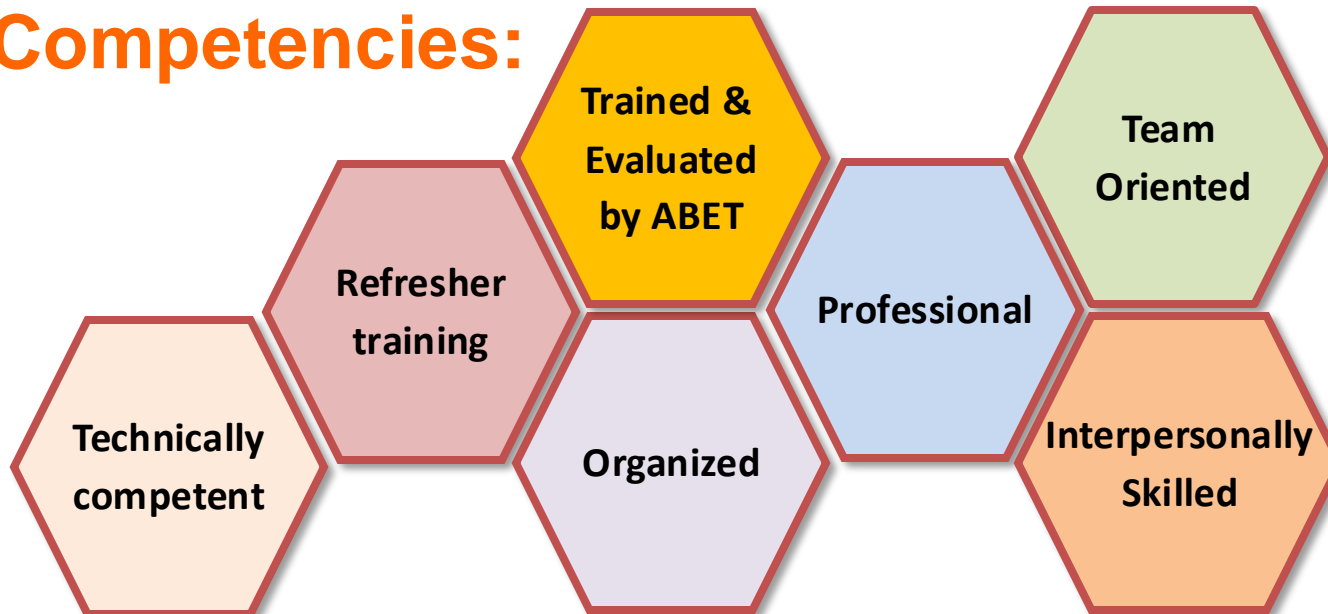 Competencies:
Trained &
Evaluated
by ABET
Team
Oriented
Refresher
training
Professional
Technically
competent
Organized
Interpersonally
Skilled